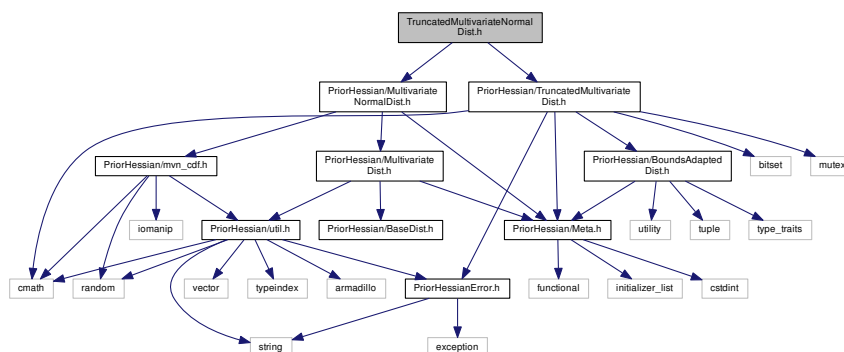 TruncatedMultivariateNormal
Dist.h
PriorHessian/Multivariate
NormalDist.h
PriorHessian/TruncatedMultivariate
Dist.h
PriorHessian/mvn_cdf.h
PriorHessian/Multivariate
Dist.h
PriorHessian/BoundsAdapted
Dist.h
bitset
mutex
iomanip
PriorHessian/util.h
PriorHessian/BaseDist.h
PriorHessian/Meta.h
utility
tuple
type_traits
cmath
random
vector
typeindex
armadillo
PriorHessianError.h
functional
initializer_list
cstdint
string
exception